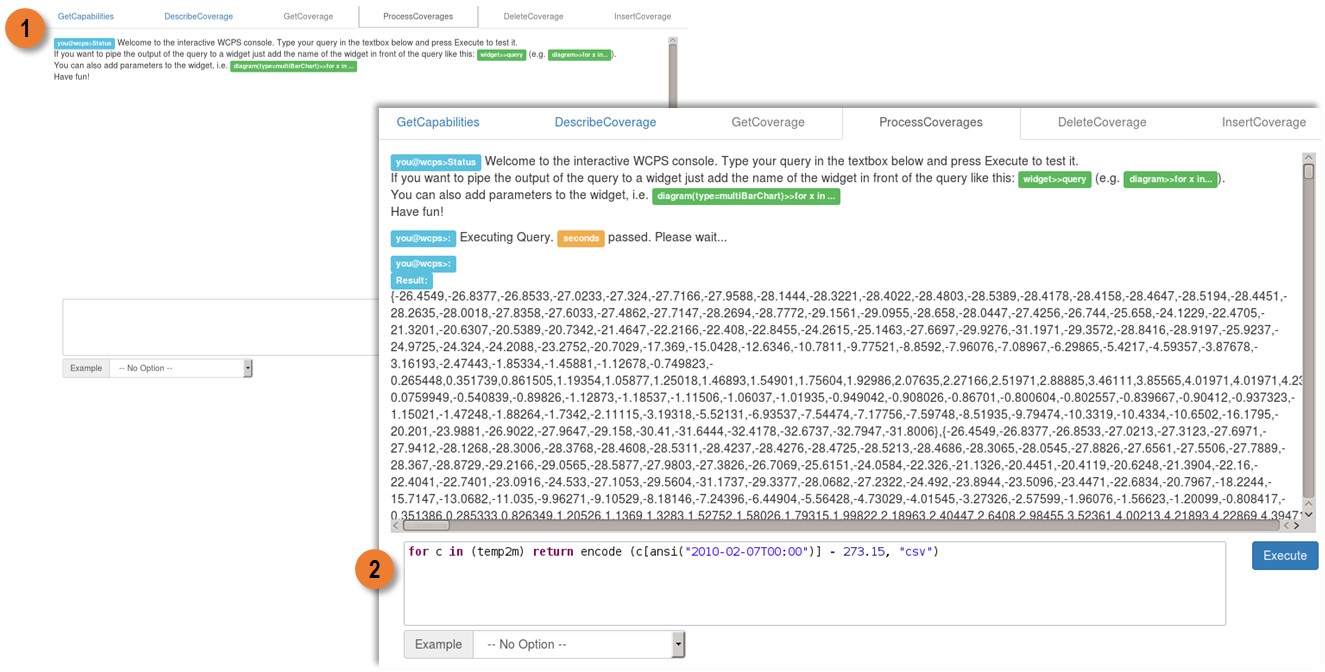 1
GetCapabilities DescribeCoverage GetCoverage ProcessCoverages DeleteCoverage InsertCoverage
you@wcps>Status Welcome to the interactive WCPS console. Type your query in the textbox below and press Execute to test it.
If you want to pipe the output of the query to a widget just add the name of the widget in front of the query like this: widget>>query (e.g. diagram>>for x in... ).
You can also add parameters to the widget, i.e. diagram(type=multiBarChart)>>for x in ...
Have fun!
Example -- No Option --
GetCapabilities DescribeCoverage GetCoverage ProcessCoverages DeleteCoverage InsertCoverage
you@wcps>Status Welcome to the interactive WCPS console. Type your query in the textbox below and press Execute to test it.
If you want to pipe the output of the query to a widget just add the name of the widget in front of the query like this: widget>>query (e.g. diagram>>for x in... ).
You can also add parameters to the widget, i.e. diagram(type=multiBarChart)>>for x in ...
Have fun!
you@wcps>: Executing Query. seconds passed. Please wait...
you@wcps>:
Result:
{-26.4549,-26.8377,-26.8533,-27.0233,-27.324,-27.7166,-27.9588,-28.1444,-28.3221,-28.4022,-28.4803,-28.5389,-28.4178,-28.4158,-28.4647,-28.5194,-28.4451,-
28.2635,-28.0018,-27.8358,-27.6033,-27.4862,-27.7147,-28.2694,-28.7772,-29.1561,-29.0955,-28.658,-28.0447,-27.4256,-26.744,-25.658,-24.1229,-22.4705,-
21.3201,-20.6307,-20.5389,-20.7342,-21.4647,-22.2166,-22.408,-22.8455,-24.2615,-25.1463,-27.6697,-29.9276,-31.1971,-29.3572,-28.8416,-28.9197,-25.9237,-
24.9725,-24.324,-24.2088,-23.2752,-20.7029,-17.369,-15.0428,-12.6346,-10.7811,-9.77521,-8.8592,-7.96076,-7.08967,-6.29865,-5.4217,-4.59357,-3.87678,-
3.16193,-2.47443,-1.85334,-1.45881,-1.12678,-0.749823,-
0.265448,0.351739,0.861505,1.19354,1.05877,1.25018,1.46893,1.54901,1.75604,1.92986,2.07635,2.27166,2.51971,2.88885,3.46111,3.85565,4.01971,4.01971,4.23
0.0759949,-0.540839,-0.89826,-1.12873,-1.18537,-1.11506,-1.06037,-1.01935,-0.949042,-0.908026,-0.86701,-0.800604,-0.802557,-0.839667,-0.90412,-0.937323,-
1.15021,-1.47248,-1.88264,-1.7342,-2.11115,-3.19318,-5.52131,-6.93537,-7.54474,-7.17756,-7.59748,-8.51935,-9.79474,-10.3319,-10.4334,-10.6502,-16.1795,-
20.201,-23.9881,-26.9022,-27.9647,-29.158,-30.41,-31.6444,-32.4178,-32.6737,-32.7947,-31.8006},{-26.4549,-26.8377,-26.8533,-27.0213,-27.3123,-27.6971,-
27.9412,-28.1268,-28.3006,-28.3768,-28.4608,-28.5311,-28.4237,-28.4276,-28.4725,-28.5213,-28.4686,-28.3065,-28.0545,-27.8826,-27.6561,-27.5506,-27.7889,-
28.367,-28.8729,-29.2166,-29.0565,-28.5877,-27.9803,-27.3826,-26.7069,-25.6151,-24.0584,-22.326,-21.1326,-20.4451,-20.4119,-20.6248,-21.3904,-22.16,-
22.4041,-22.7401,-23.0916,-24.533,-27.1053,-29.5604,-31.1737,-29.3377,-28.0682,-27.2322,-24.492,-23.8944,-23.5096,-23.4471,-22.6834,-20.7967,-18.2244,-
15.7147,-13.0682,-11.035,-9.96271,-9.10529,-8.18146,-7.24396,-6.44904,-5.56428,-4.73029,-4.01545,-3.27326,-2.57599,-1.96076,-1.56623,-1.20099,-0.808417,-
0.351386,0.285333,0.826349,1.20526,1.1369,1.3283,1.52752,1.58026,1.79315,1.99822,2.18963,2.40447,2.6408,2.98455,3.52361,4.00213,4.21893,4.22869,4.39471
2
for c in (temp2m) return encode (c[ansi("2010-02-07T00:00")] - 273.15, "csv")
Execute
Example -- No Option --